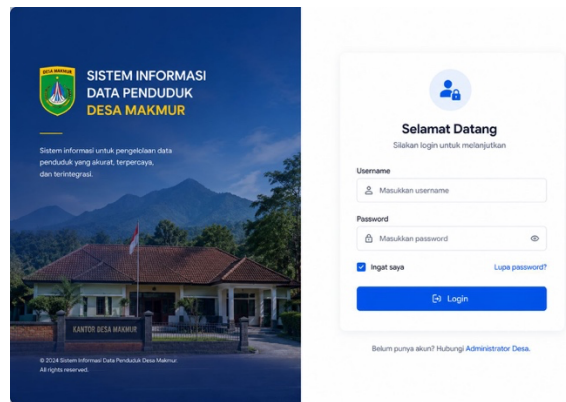 DESA MAKMUR
SISTEM INFORMASI
DATA PENDUDUK
DESA MAKMUR
Sistem informasi untuk pengelolaan data
penduduk yang akurat, terpercaya,
dan terintegrasi.
KANTOR DESA MAKMUR
© 2024 Sistem Informasi Data Penduduk Desa Makmur.
All rights reserved.
Selamat Datang
Silakan login untuk melanjutkan
Username
Masukkan username
Password
Masukkan password
Ingat saya
Lupa password?
Login
Belum punya akun? Hubungi Administrator Desa.